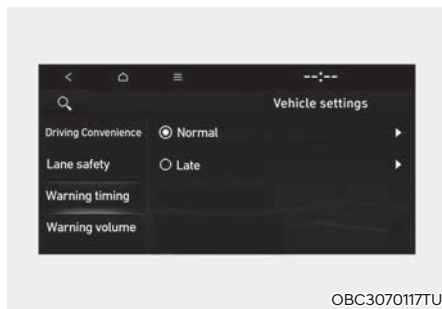 --:--
Vehicle settings
Driving Convenience
Normal
Lane safety
Late
Warning timing
Warning volume
OBC3070117TU